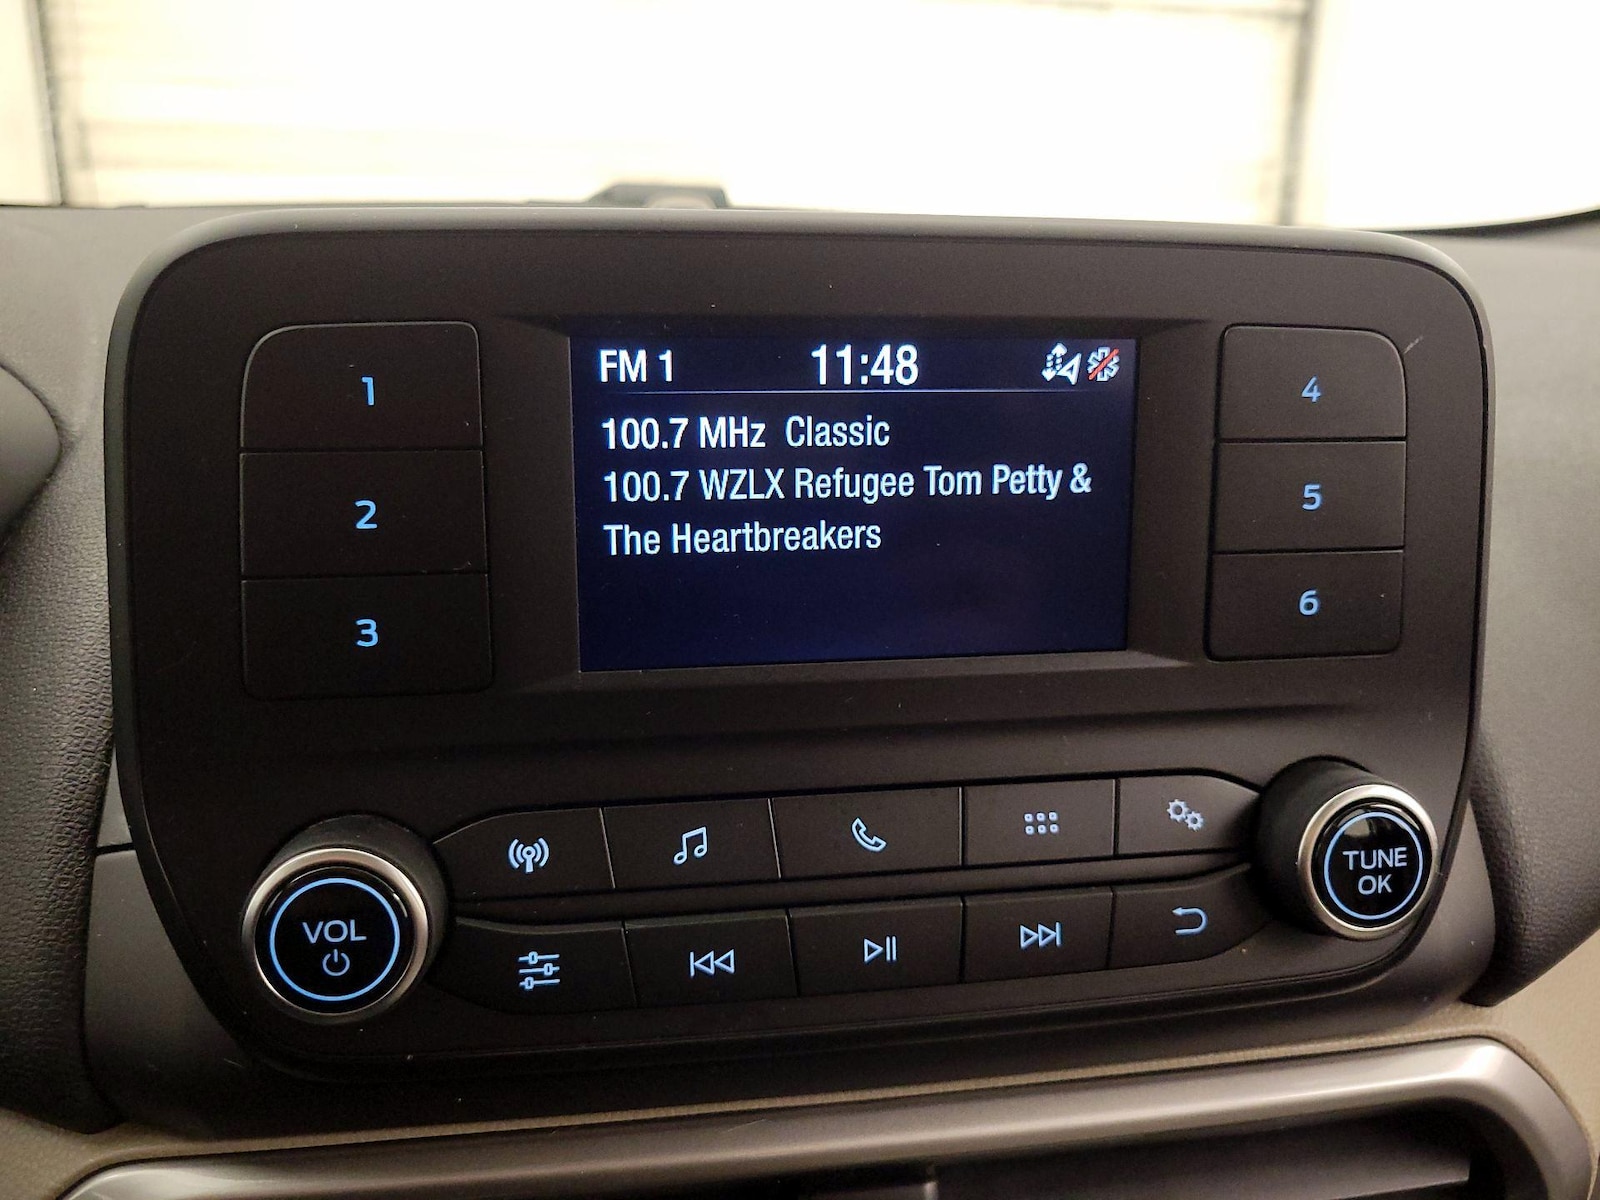 FM 1 11:48
100.7 MHz Classic
100.7 WZLX Refugee Tom Petty &
The Heartbreakers
1
2
3
4
5
6
VOL
TUNE
OK